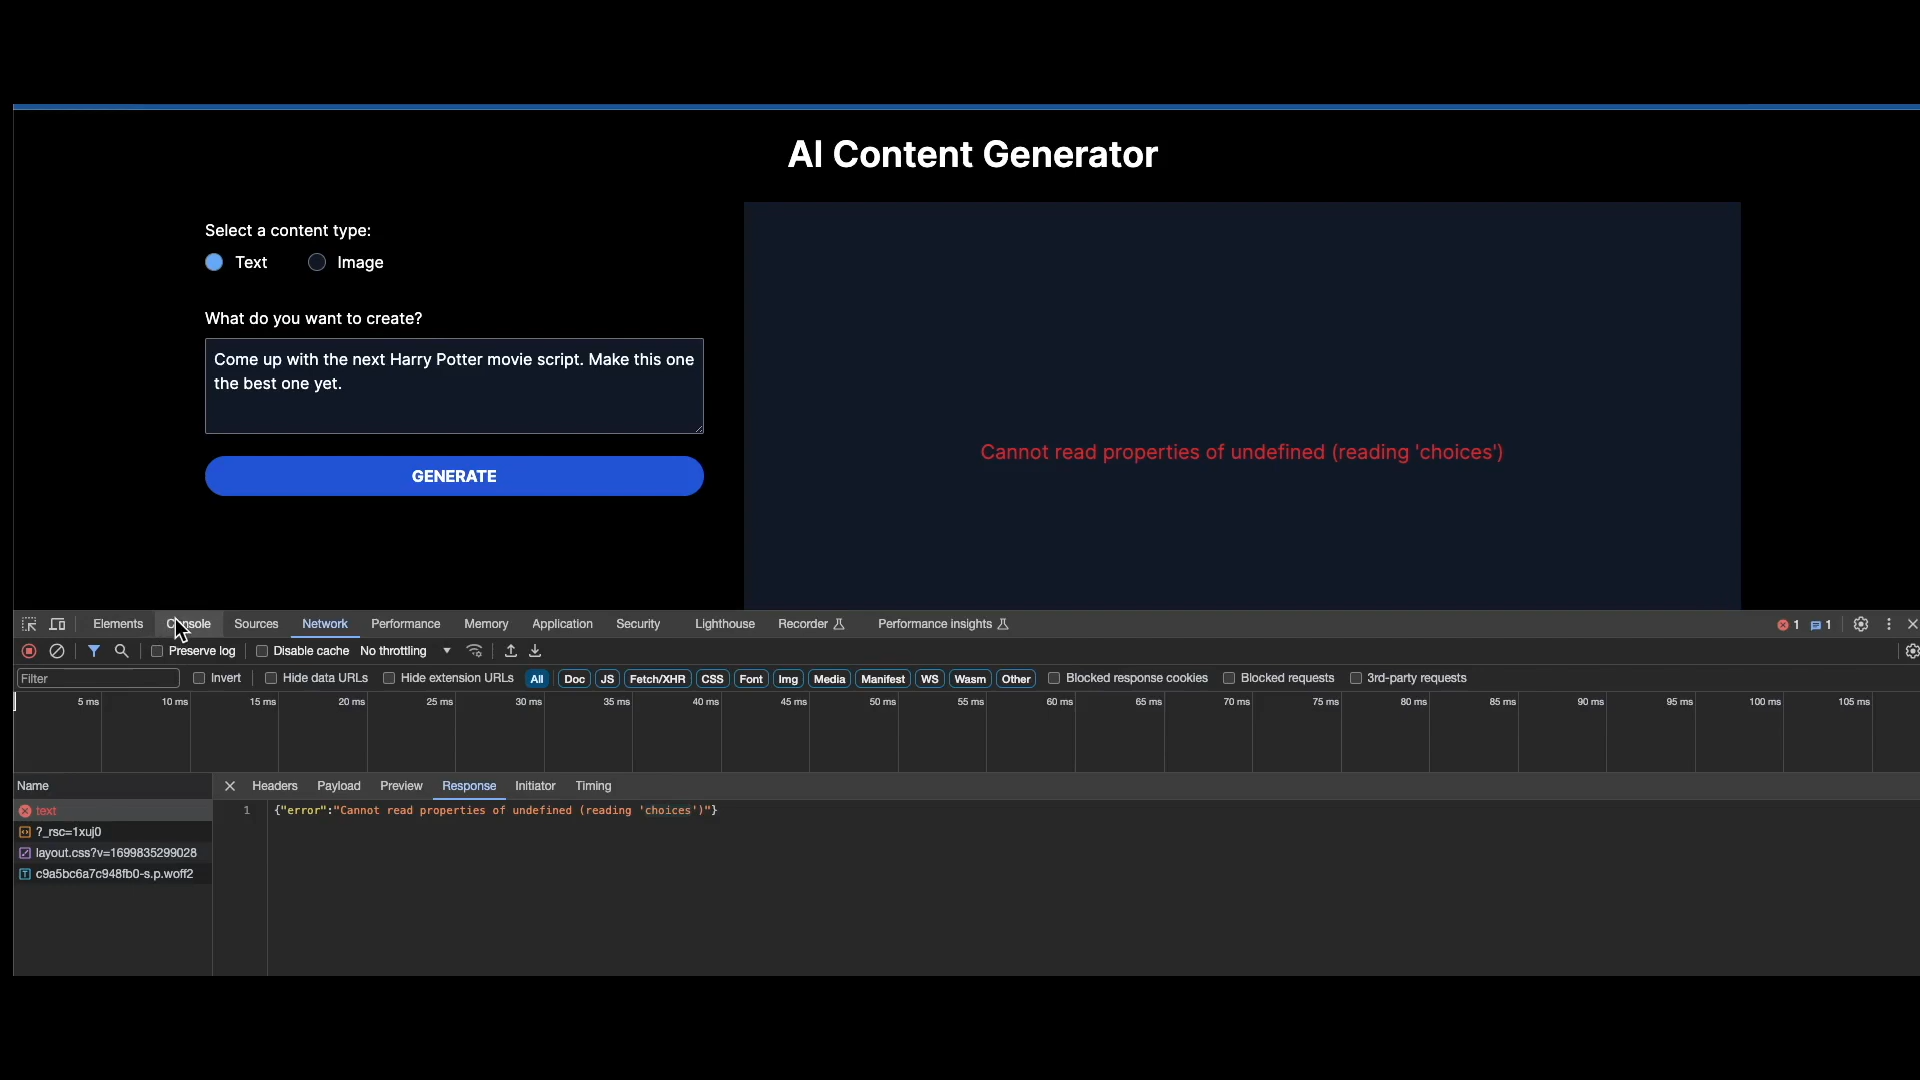 AI Content Generator
Select a content type:
Text Image
What do you want to create?
Come up with the next Harry Potter movie script. Make this one
the best one yet.
GENERATE
Cannot read properties of undefined (reading 'choices')
Elements Console Sources Network Performance Memory Application Security Lighthouse Recorder Performance insights 1 1
Preserve log Disable cache No throttling
Filter Invert Hide data URLs Hide extension URLs All Doc JS Fetch/XHR CSS Font Img Media Manifest WS Wasm Other Blocked response cookies Blocked requests 3rd-party requests
5 ms 10 ms 15 ms 20 ms 25 ms 30 ms 35 ms 40 ms 45 ms 50 ms 55 ms 60 ms 65 ms 70 ms 75 ms 80 ms 85 ms 90 ms 95 ms 100 ms 105 ms
Name Headers Payload Preview Response Initiator Timing
text 1 {"error":"Cannot read properties of undefined (reading 'choices')"}
?_rsc=1xuj0
layout.css?v=1699835299028
c9a5bc6a7c948fb0-s.p.woff2